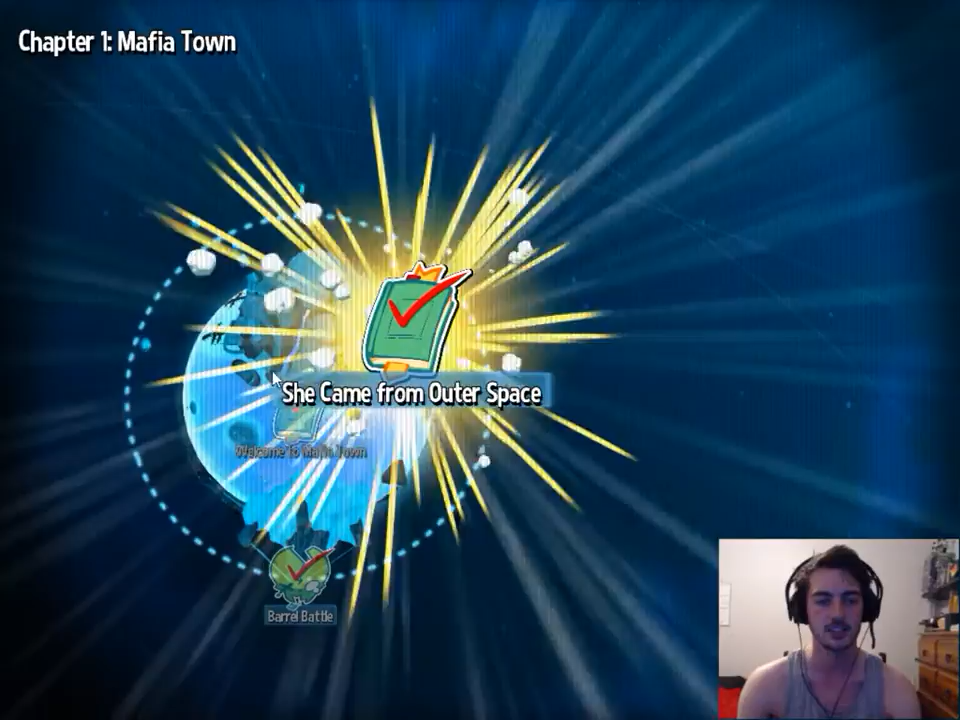 Chapter 1: Mafia Town
She Came from Outer Space
Welcome To Mafia Town
Barrel Battle